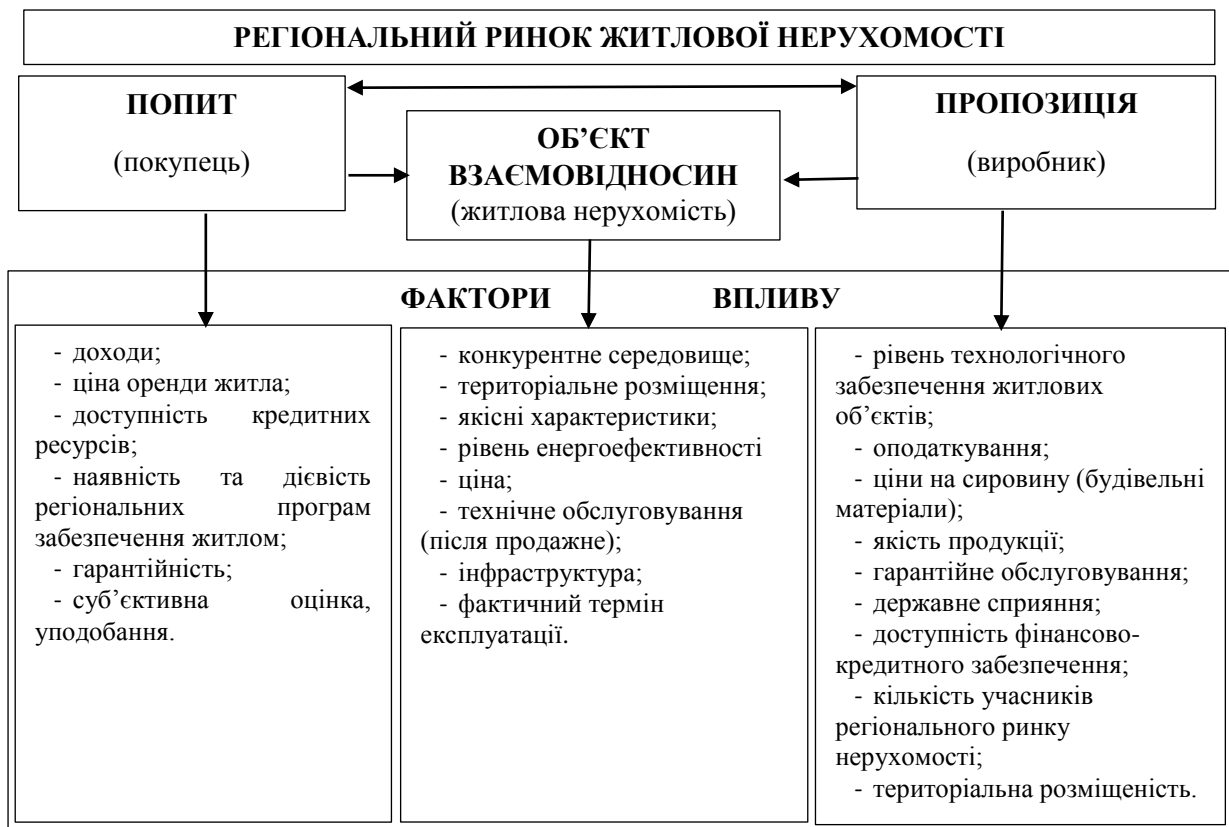 РЕГІОНАЛЬНИЙ РИНОК ЖИТЛОВОЇ НЕРУХОМОСТІ
ПОПИТ
(покупець)
ОБ’ЄКТ
ВЗАЄМОВІДНОСИН
(житлова нерухомість)
ПРОПОЗИЦІЯ
(виробник)
ФАКТОРИ ВПЛИВУ
- доходи;
- ціна оренди житла;
- доступність кредитних
ресурсів;
- наявність та дієвість
регіональних програм
забезпечення житлом;
- гарантійність;
- суб’єктивна оцінка,
уподобання.
- конкурентне середовище;
- територіальне розміщення;
- якісні характеристики;
- рівень енергоефективності
- ціна;
- технічне обслуговування
(після продажне);
- інфраструктура;
- фактичний термін
експлуатації.
- рівень технологічного
забезпечення житлових
об’єктів;
- оподаткування;
- ціни на сировину (будівельні
матеріали);
- якість продукції;
- гарантійне обслуговування;
- державне сприяння;
- доступність фінансово-
кредитного забезпечення;
- кількість учасників
регіонального ринку
нерухомості;
- територіальна розміщеність.